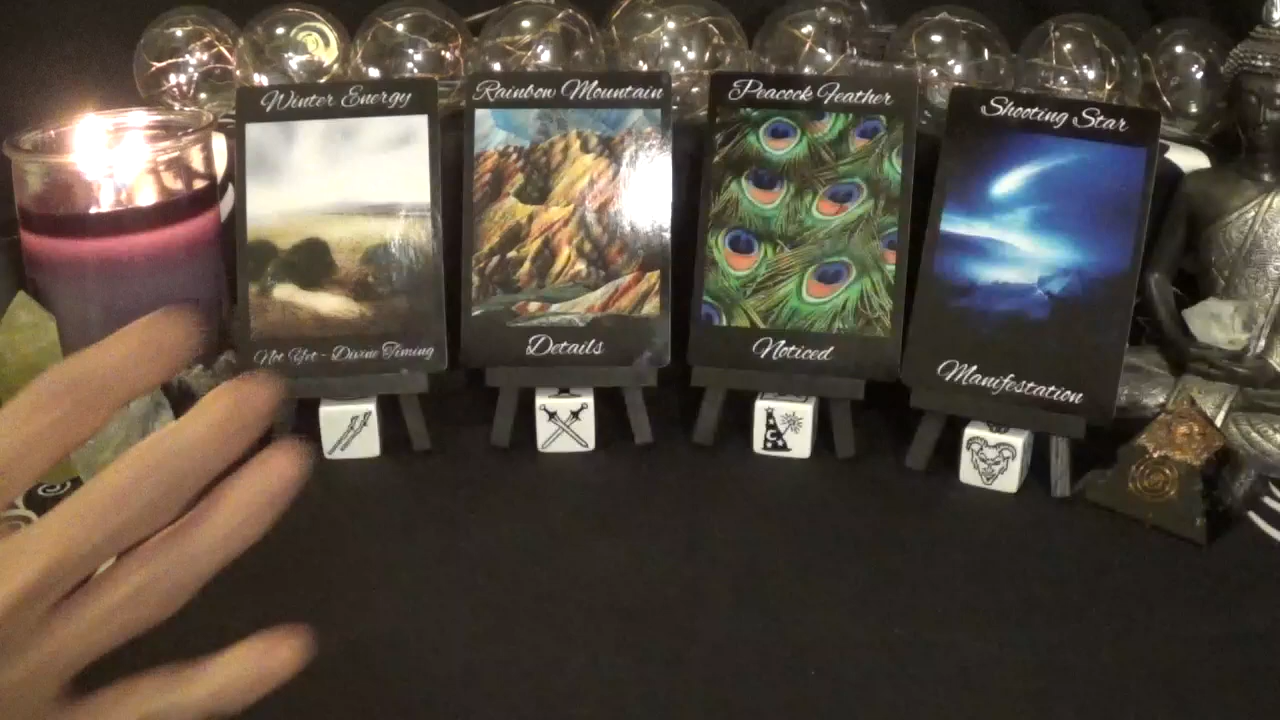 Winter Energy
Not Yet - Divine Timing
Rainbow Mountain
Details
Peacock Feather
Noticed
Shooting Star
Manifestation